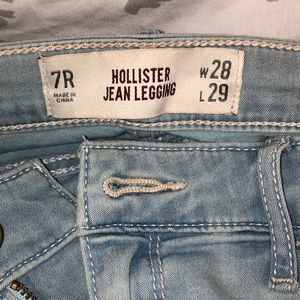 7R
MADE IN
CHINA
HOLLISTER
JEAN LEGGING
W28
L29